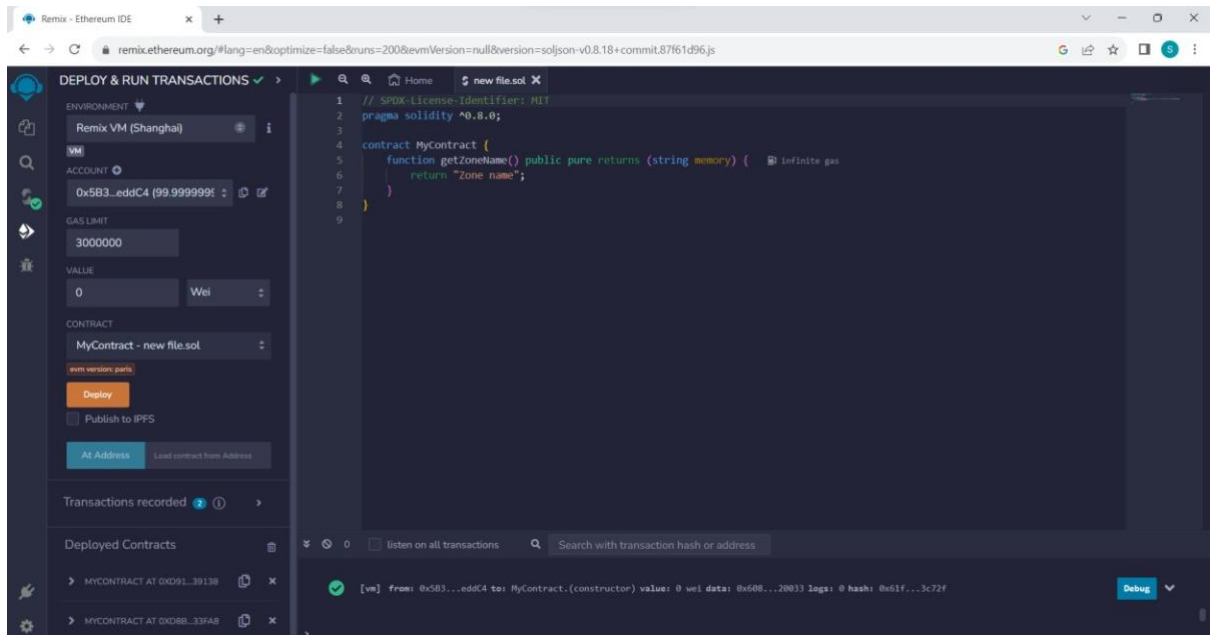 Remix - Ethereum IDE
remix.ethereum.org/#lang=en&optimize=false&runs=200&evmVersion=null&version=soljson-v0.8.18+commit.87f61d96.js
G
S
DEPLOY & RUN TRANSACTIONS
ENVIRONMENT
Remix VM (Shanghai)
VM
ACCOUNT
0x5B3...eddC4 (99.9999999
GAS LIMIT
3000000
VALUE
0 Wei
CONTRACT
MyContract - new file.sol
evm version: paris
Deploy
Publish to IPFS
At Address Load contract from Address
Transactions recorded 2 i
Deployed Contracts
MYCONTRACT AT 0XD91...39138
MYCONTRACT AT 0XD8B...33FA8
Home new file.sol
1 // SPDX-License-Identifier: MIT
2 pragma solidity ^0.8.0;
3
4 contract MyContract {
5 function getZoneName() public pure returns (string memory) { infinite gas
6 return "Zone name";
7 }
8 }
9
0 listen on all transactions Search with transaction hash or address
[vm] from: 0x5B3...eddC4 to: MyContract.(constructor) value: 0 wei data: 0x608...20033 logs: 0 hash: 0x61f...3c72f
Debug